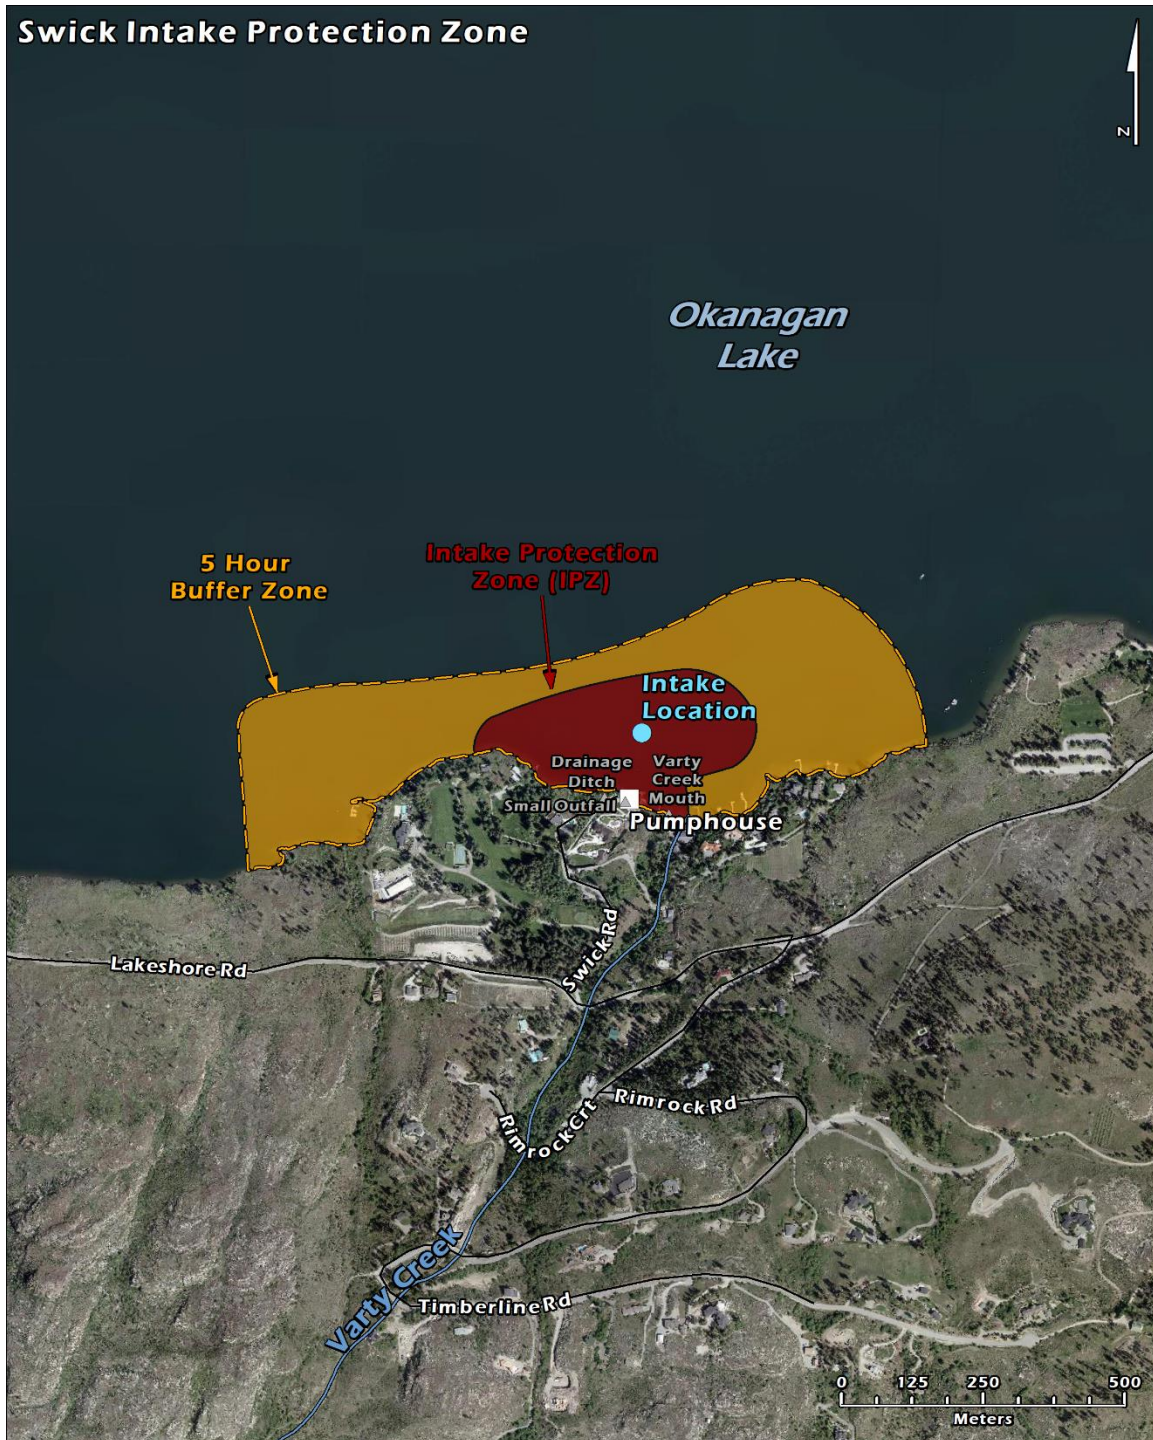 Swick Intake Protection Zone
N
Okanagan
Lake
5 Hour
Buffer Zone
Intake Protection
Zone (IPZ)
Intake
Location
Drainage
Ditch
Varty
Creek
Mouth
Small Outfall
Pumphouse
Swick Rd
Lakeshore Rd
Rimrock Crt
Rimrock Rd
Varty Creek
Timberline Rd
0 125 250 500
Meters